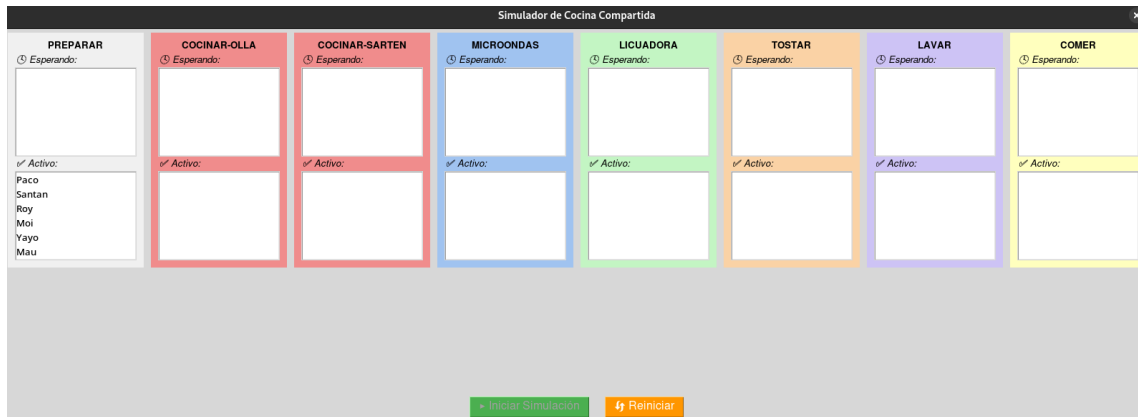 Simulador de Cocina Compartida
PREPARAR
Esperando:
Activo:
Paco
Santan
Roy
Moi
Yayo
Mau
COCINAR-OLLA
Esperando:
Activo:
COCINAR-SARTEN
Esperando:
Activo:
MICROONDAS
Esperando:
Activo:
LICUADORA
Esperando:
Activo:
TOSTAR
Esperando:
Activo:
LAVAR
Esperando:
Activo:
COMER
Esperando:
Activo:
Iniciar Simulación
Reiniciar